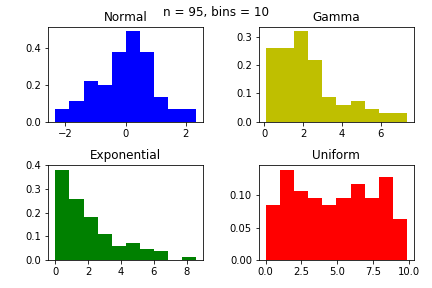 n = 95, bins = 10
Normal
0.4
0.2
0.0
−2 0 2
Gamma
0.3
0.2
0.1
0.0
0 2 4 6
Exponential
0.4
0.3
0.2
0.1
0.0
0 2 4 6 8
Uniform
0.10
0.05
0.00
0.0 2.5 5.0 7.5 10.0